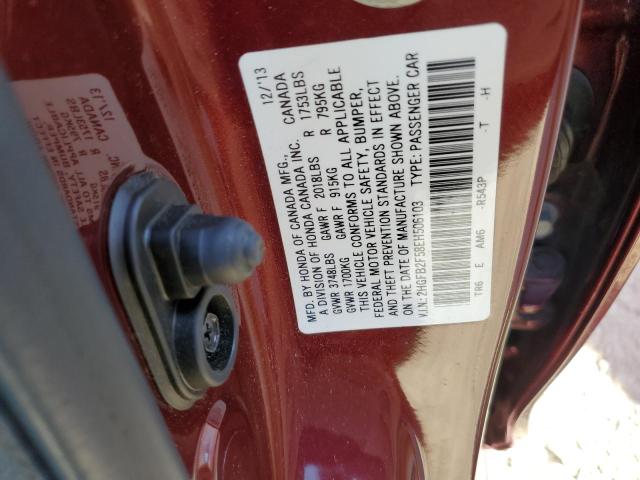 MFD. BY HONDA OF CANADA MFG., 12/13
A DIVISION OF HONDA CANADA INC. CANADA
GVWR 3748LBS GAWR F 2018LBS R 1753LBS
GVWR 1700KG GAWR F 915KG R 795KG
THIS VEHICLE CONFORMS TO ALL APPLICABLE
FEDERAL MOTOR VEHICLE SAFETY, BUMPER,
AND THEFT PREVENTION STANDARDS IN EFFECT
ON THE DATE OF MANUFACTURE SHOWN ABOVE.
V.I.N.:2HGFB2F58EH506103 TYPE:PASSENGER CAR
TR6 E AM6 -R543P -T -H